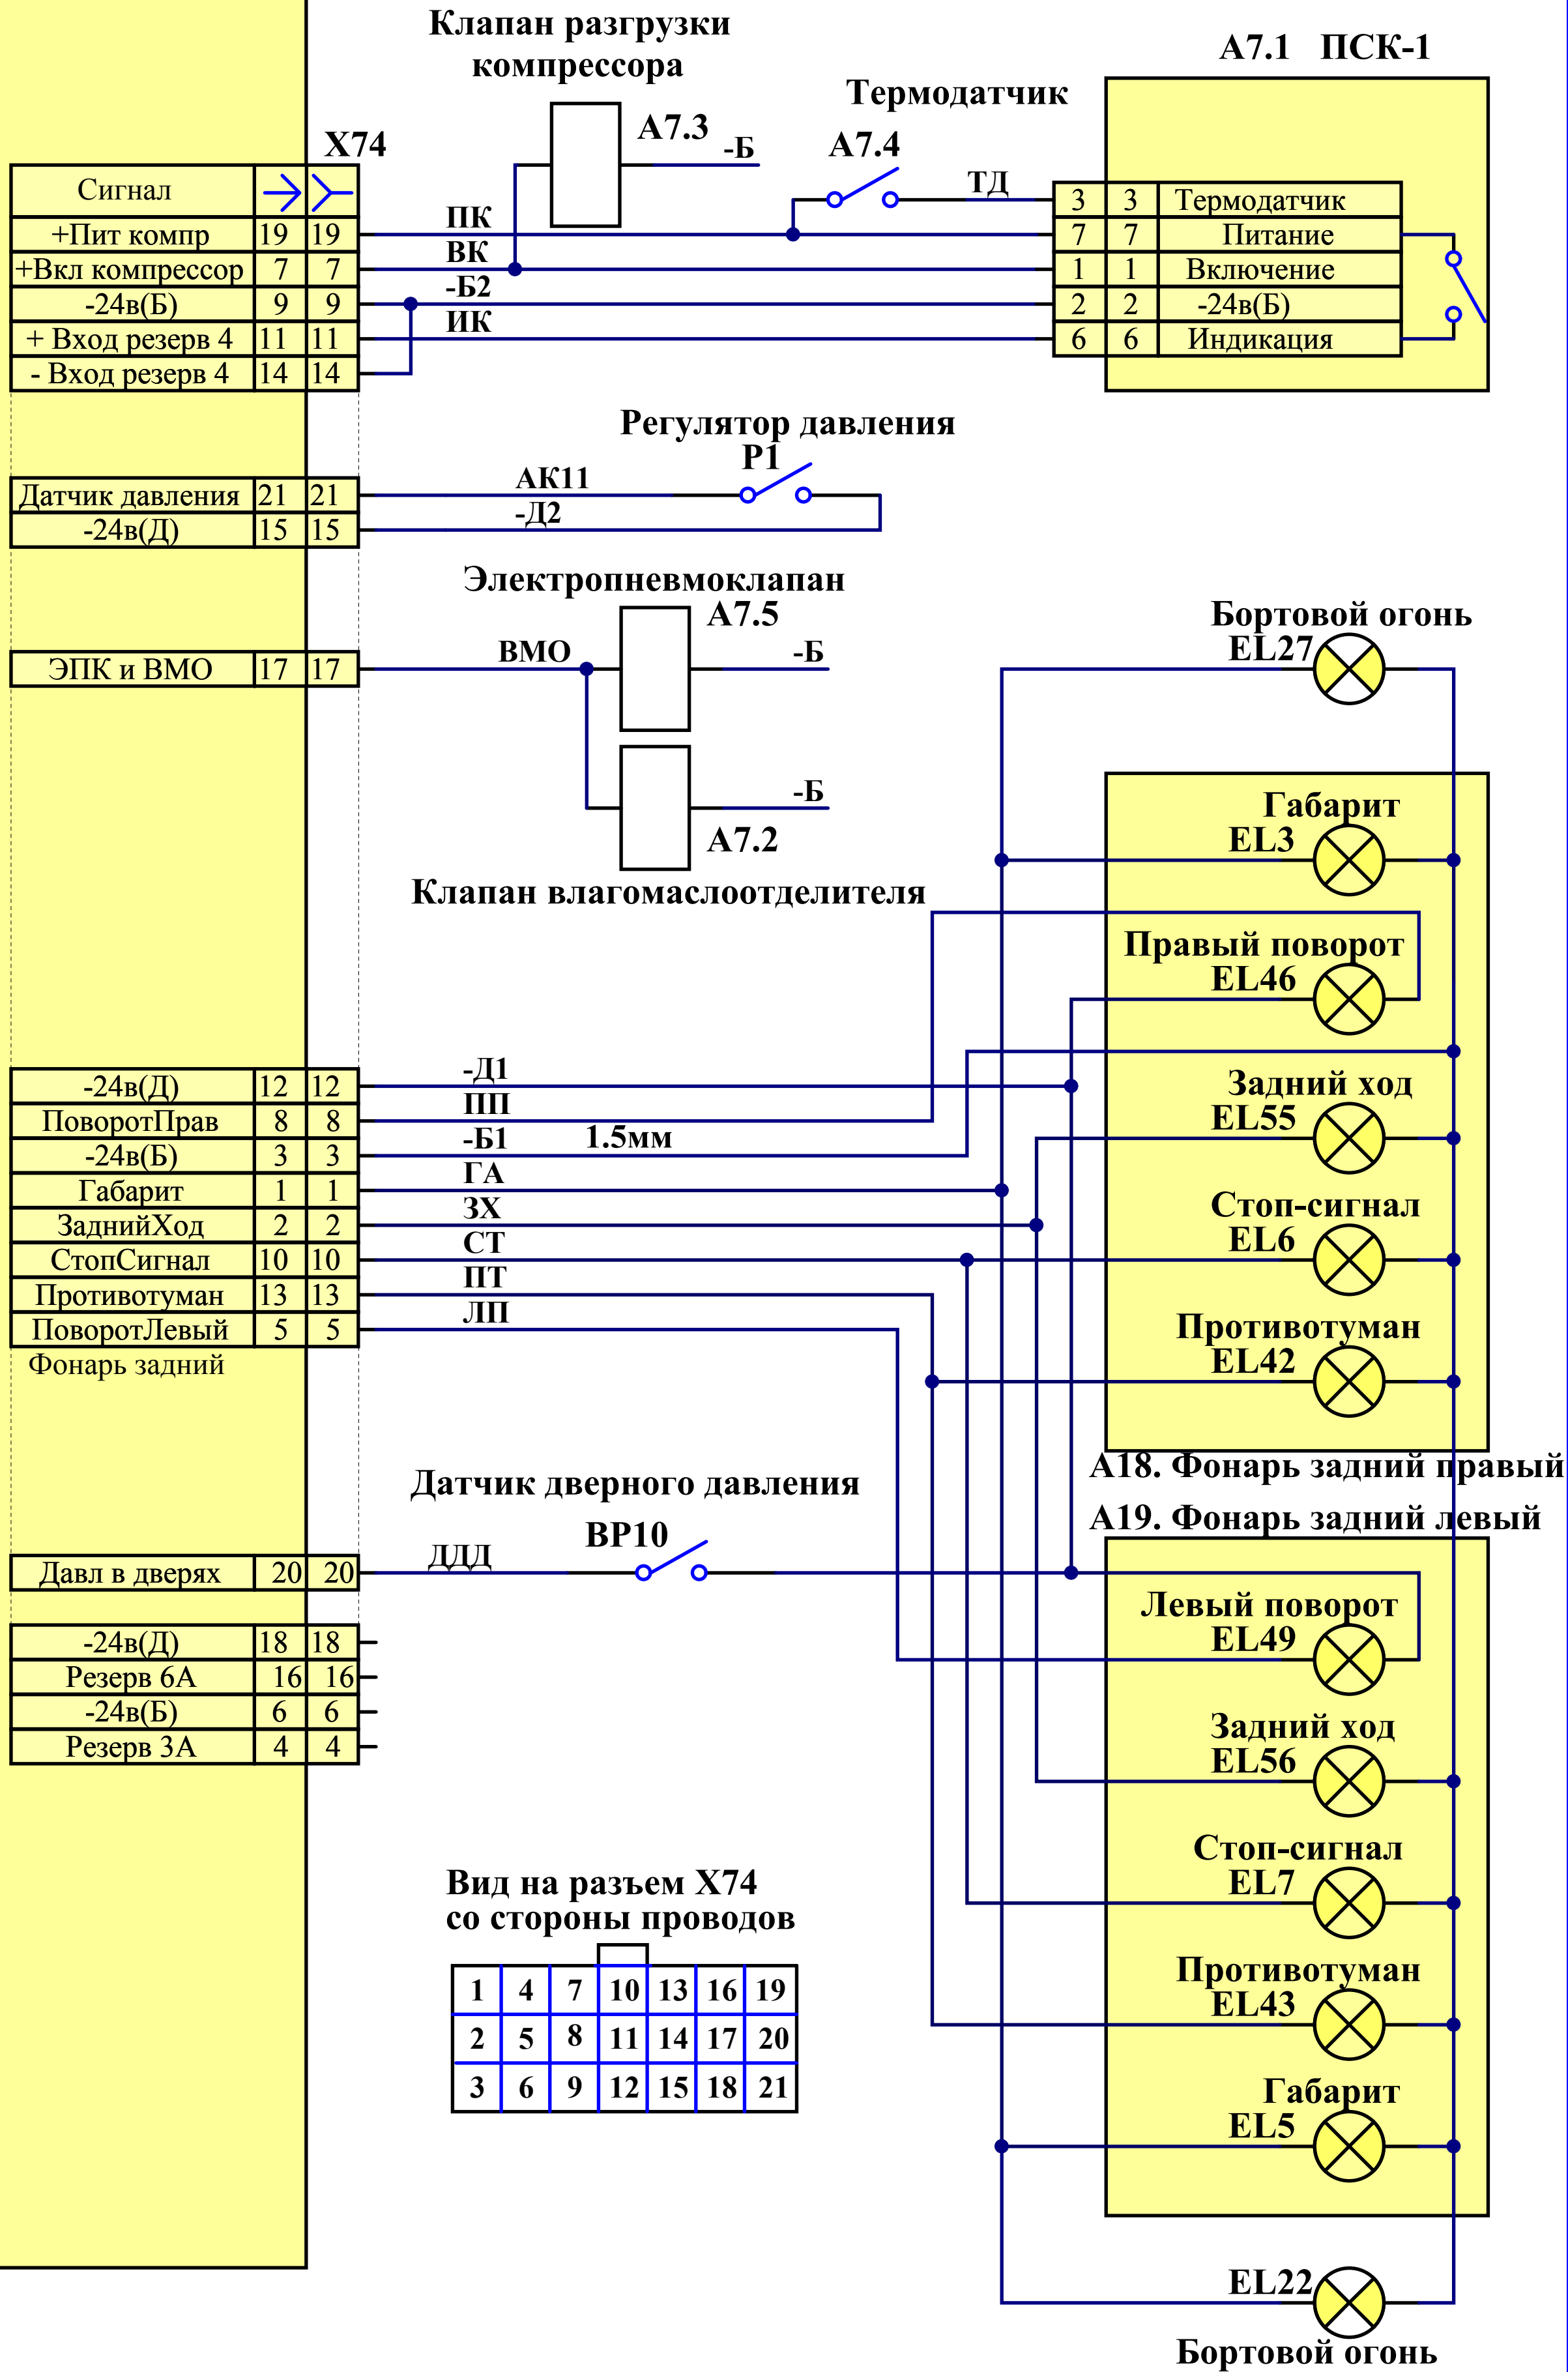 Клапан разгрузки
компрессора
А7.3
-Б
Термодатчик
А7.4
ТД
А7.1 ПСК-1
X74
Сигнал
+Пит компр 19 19
ПК
+Вкл компрессор 7 7
ВК
-24в(Б) 9 9
-Б2
+ Вход резерв 4 11 11
ИК
- Вход резерв 4 14 14
3 3 Термодатчик
7 7 Питание
1 1 Включение
2 2 -24в(Б)
6 6 Индикация
Регулятор давления
Р1
Датчик давления 21 21
АК11
-24в(Д) 15 15
-Д2
Электропневмоклапан
А7.5
ЭПК и ВМО 17 17
ВМО
-Б
-Б
А7.2
Клапан влагомаслоотделителя
Бортовой огонь
EL27
Габарит
EL3
Правый поворот
EL46
Задний ход
EL55
Стоп-сигнал
EL6
Противотуман
EL42
А18. Фонарь задний правый
-24в(Д) 12 12
-Д1
ПоворотПрав 8 8
ПП
-24в(Б) 3 3
-Б1 1.5мм
Габарит 1 1
ГА
ЗаднийХод 2 2
ЗХ
СтопСигнал 10 10
СТ
Противотуман 13 13
ПТ
ПоворотЛевый 5 5
ЛП
Фонарь задний
Датчик дверного давления
ВР10
Давл в дверях 20 20
ДДД
-24в(Д) 18 18
Резерв 6А 16 16
-24в(Б) 6 6
Резерв 3А 4 4
А19. Фонарь задний левый
Левый поворот
EL49
Задний ход
EL56
Стоп-сигнал
EL7
Противотуман
EL43
Габарит
EL5
EL22
Бортовой огонь
Вид на разъем X74
со стороны проводов
1 4 7 10 13 16 19
2 5 8 11 14 17 20
3 6 9 12 15 18 21